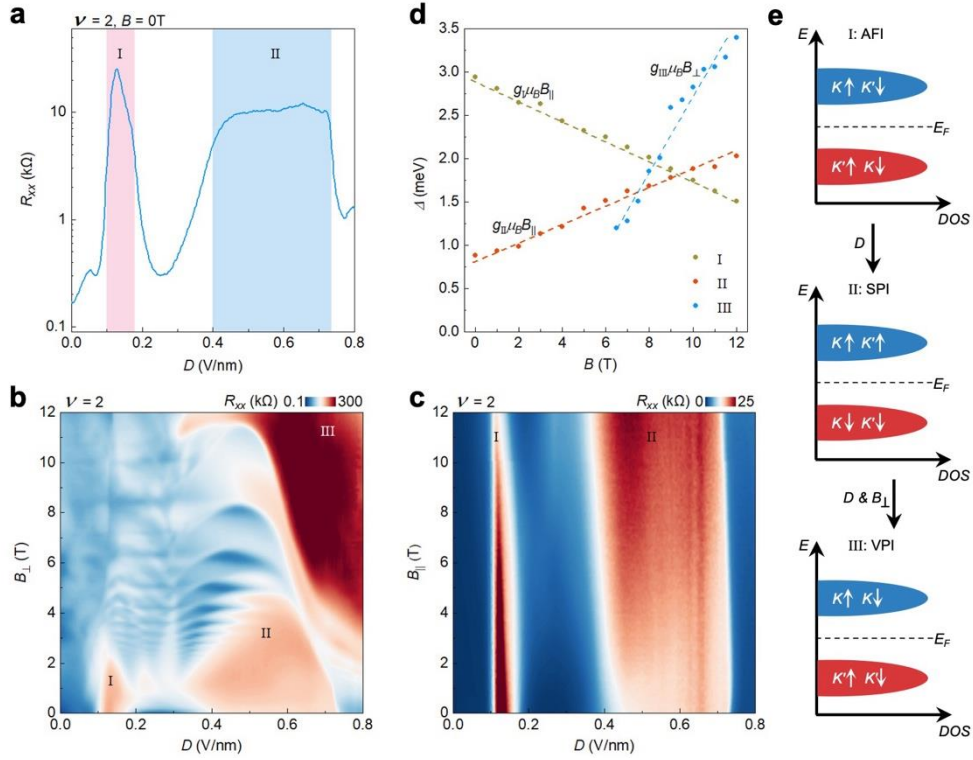 a
ν = 2, B = 0T
I
II
10
1
0.1
Rxx (kΩ)
0.0 0.2 0.4 0.6 0.8
D (V/nm)
b
ν = 2
Rxx (kΩ) 0.1 300
III
II
I
12
10
8
6
4
2
0
B⊥ (T)
0.0 0.2 0.4 0.6 0.8
D (V/nm)
c
ν = 2
Rxx (kΩ) 0 25
I
II
12
10
8
6
4
2
0
B∥ (T)
0.0 0.2 0.4 0.6 0.8
D (V/nm)
d
3.5
3.0
2.5
2.0
1.5
1.0
0.5
0.0
Δ (meV)
gIμBB∥
gIIIμBB⊥
gIIμBB∥
I
II
III
0 2 4 6 8 10 12
B (T)
e
E
I: AFI
K↑ K'↓
EF
K'↑ K↓
DOS
D
E
II: SPI
K↑ K'↑
EF
K↓ K'↓
DOS
D & B⊥
E
III: VPI
K↑ K↓
EF
K'↑ K'↓
DOS